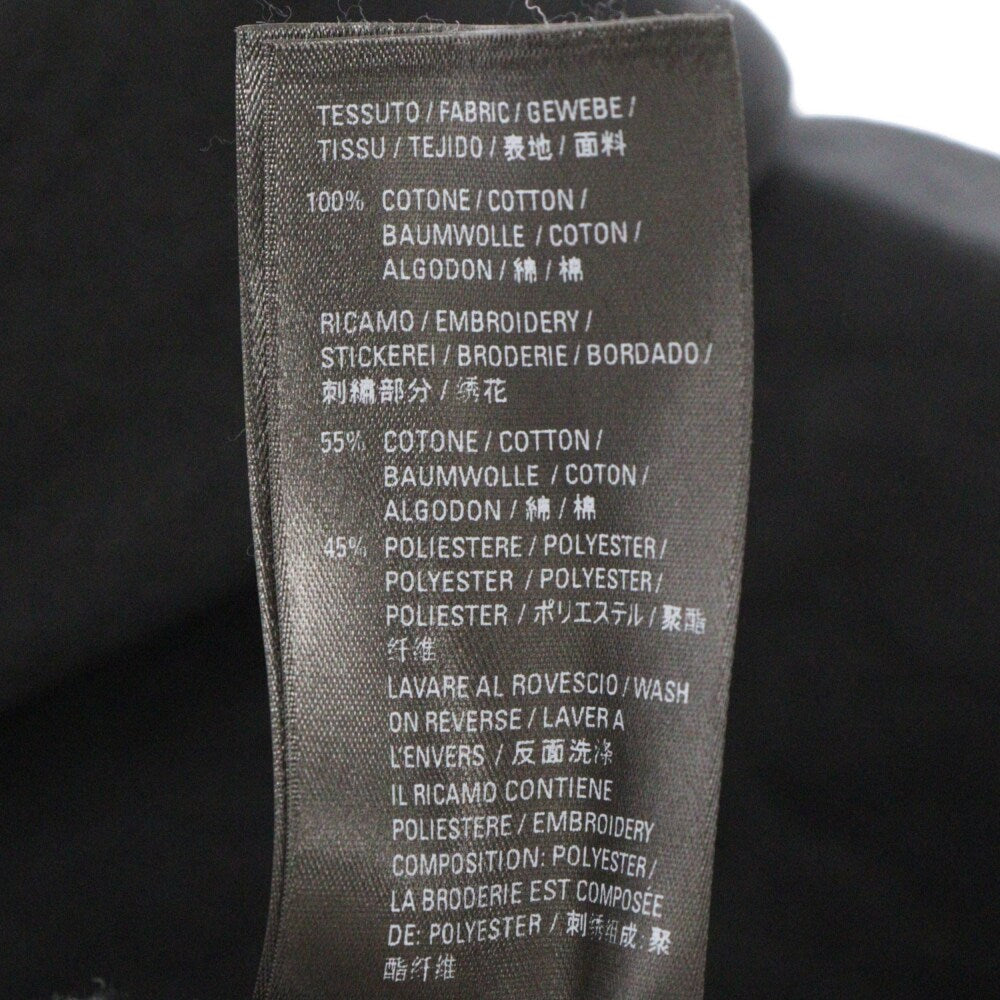 TESSUTO / FABRIC / GEWEBE /
TISSU / TEJIDO / 表地 / 面料
100% COTONE / COTTON /
BAUMWOLLE / COTON /
ALGODON / 綿 / 棉
RICAMO / EMBROIDERY /
STICKEREI / BRODERIE / BORDADO /
刺繍部分 / 绣花
55% COTONE / COTTON /
BAUMWOLLE / COTON /
ALGODON / 綿 / 棉
45% POLIESTERE / POLYESTER /
POLYESTER / POLYESTER /
POLIESTER / ポリエステル / 聚酯
纤维
LAVARE AL ROVESCIO / WASH
ON REVERSE / LAVER A
L'ENVERS / 反面洗涤
IL RICAMO CONTIENE
POLIESTERE / EMBROIDERY
COMPOSITION: POLYESTER /
LA BRODERIE EST COMPOSÉE
DE: POLYESTER / 刺绣组成: 聚
酯纤维